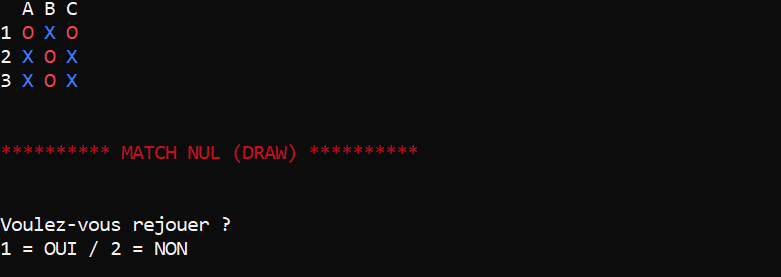 A B C
1 O X O
2 X O X
3 X O X
********** MATCH NUL (DRAW) **********
Voulez-vous rejouer ?
1 = OUI / 2 = NON